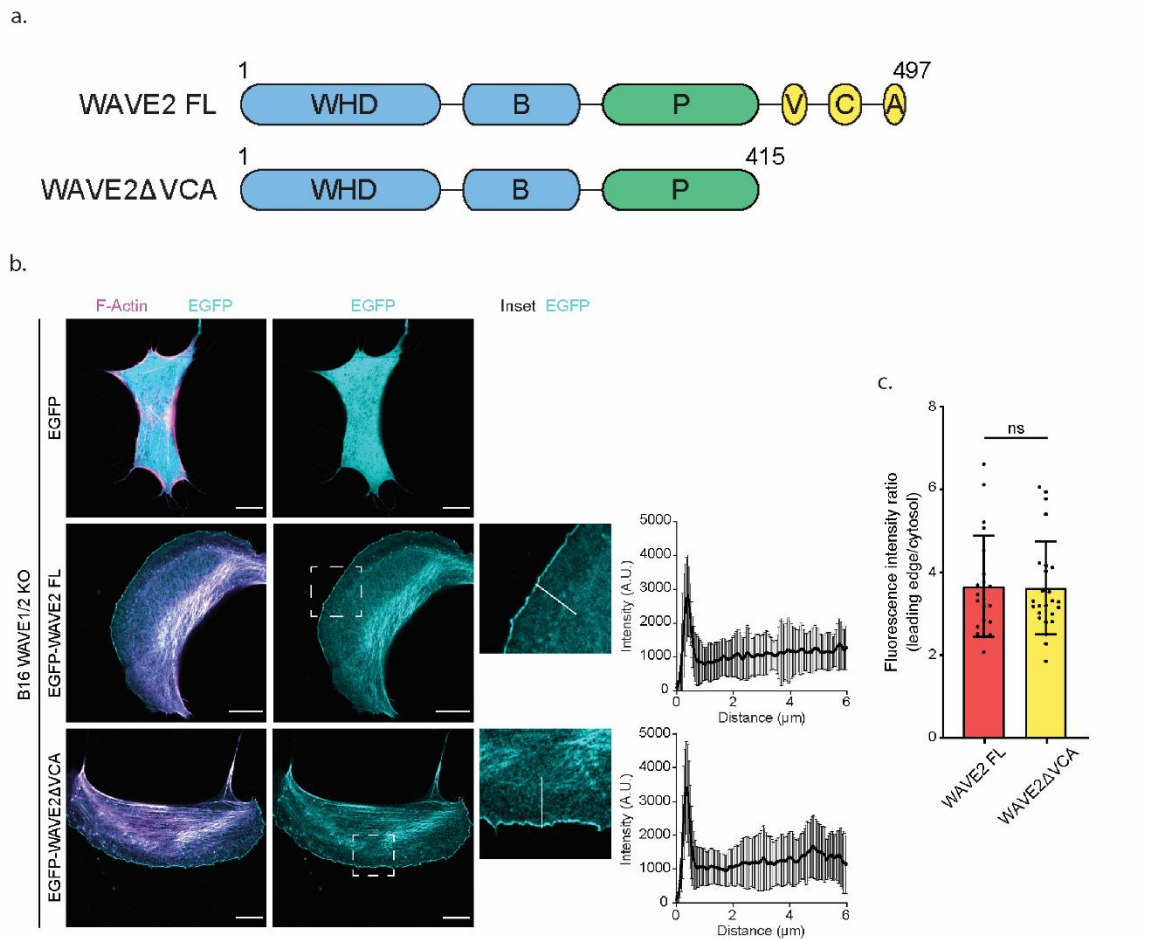 a.
1
497
WAVE2 FL
WHD
B
P
V
C
A
1
415
WAVE2ΔVCA
WHD
B
P
b.
F-Actin EGFP
EGFP
Inset EGFP
B16 WAVE1/2 KO
EGFP
EGFP-WAVE2 FL
EGFP-WAVE2ΔVCA
Intensity (A.U.)
5000
4000
3000
2000
1000
0
0 2 4 6
Distance (µm)
Intensity (A.U.)
5000
4000
3000
2000
1000
0
0 2 4 6
Distance (µm)
c.
Fluorescence intensity ratio
(leading edge/cytosol)
8
6
4
2
0
ns
WAVE2 FL
WAVE2ΔVCA